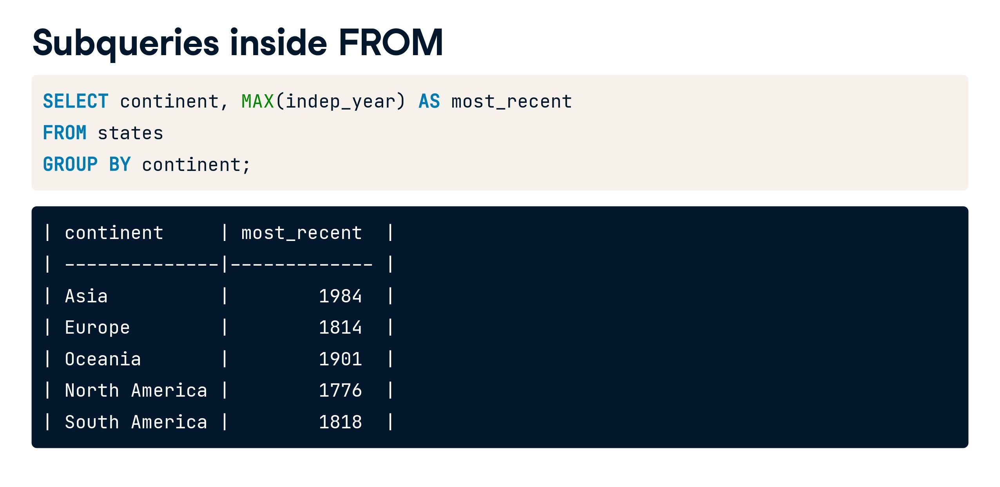 Subqueries inside FROM
SELECT continent, MAX(indep_year) AS most_recent
FROM states
GROUP BY continent;
| continent     | most_recent  |
| --------------|------------- |
| Asia          |        1984  |
| Europe        |        1814  |
| Oceania       |        1901  |
| North America |        1776  |
| South America |        1818  |